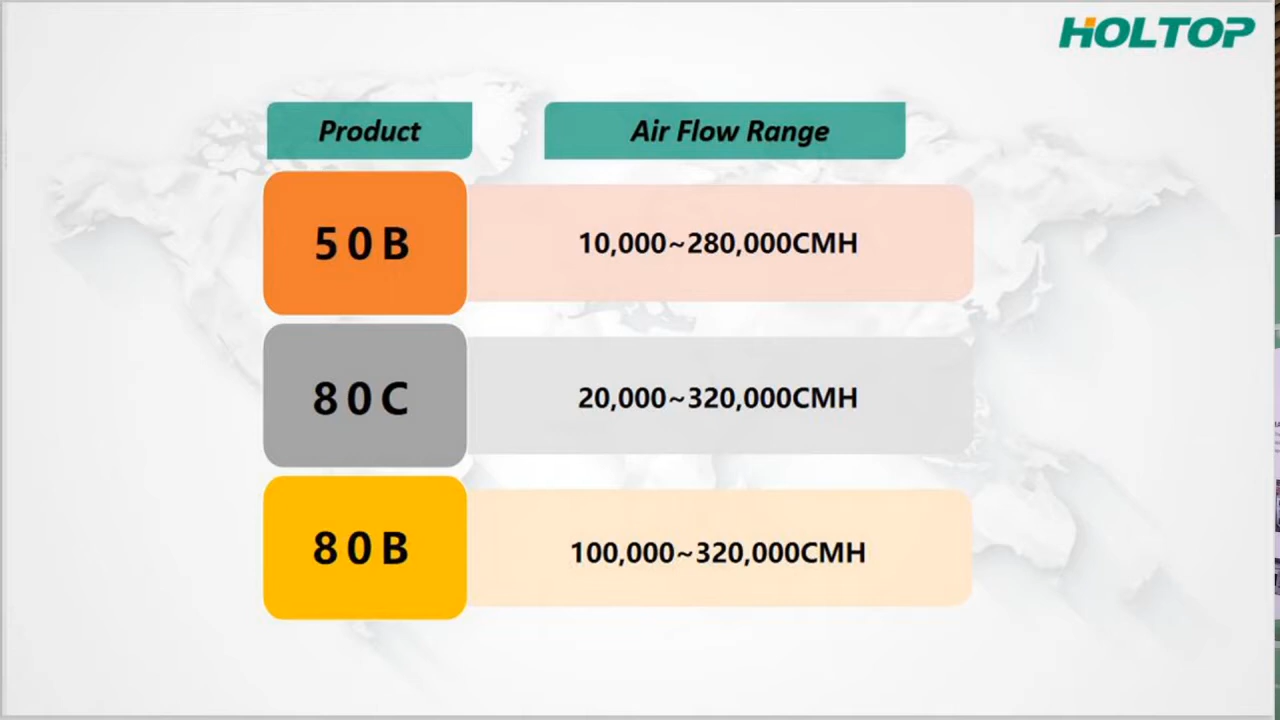 HOLTOP
Product
Air Flow Range
50B
10,000~280,000CMH
80C
20,000~320,000CMH
80B
100,000~320,000CMH